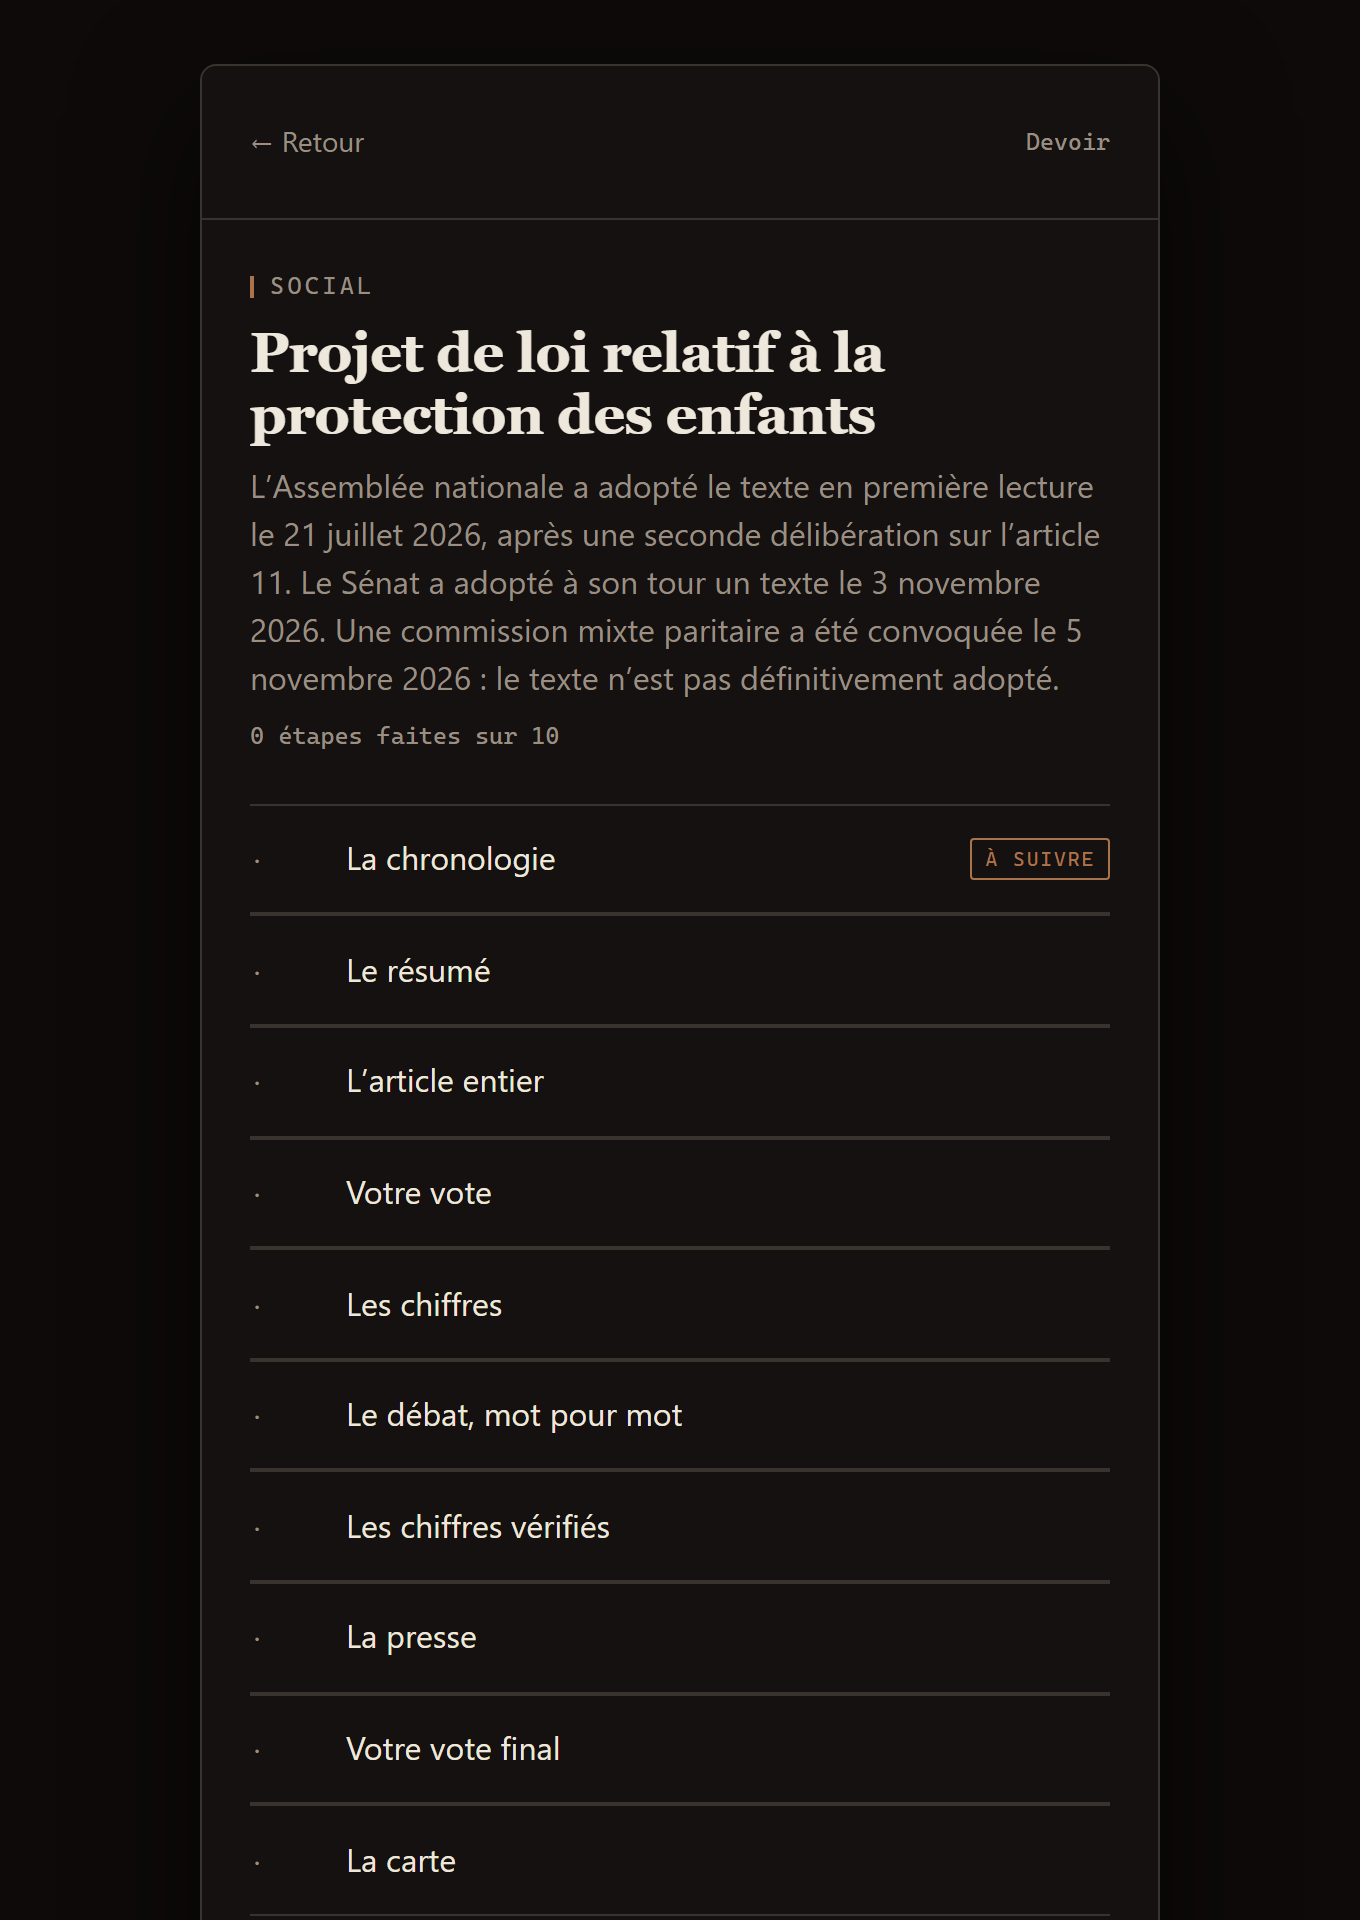 ← Retour
Devoir
SOCIAL
Projet de loi relatif à la
protection des enfants
L’Assemblée nationale a adopté le texte en première lecture
le 21 juillet 2026, après une seconde délibération sur l’article
11. Le Sénat a adopté à son tour un texte le 3 novembre
2026. Une commission mixte paritaire a été convoquée le 5
novembre 2026 : le texte n’est pas définitivement adopté.
0 étapes faites sur 10
· La chronologie
À SUIVRE
· Le résumé
· L’article entier
· Votre vote
· Les chiffres
· Le débat, mot pour mot
· Les chiffres vérifiés
· La presse
· Votre vote final
· La carte